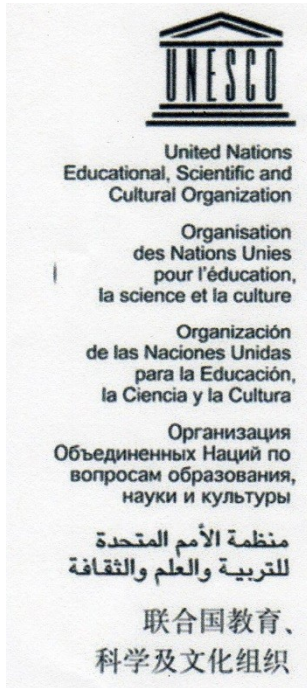 UNESCO
United Nations
Educational, Scientific and
Cultural Organization
Organisation
des Nations Unies
pour l'éducation,
la science et la culture
Organización
de las Naciones Unidas
para la Educación,
la Ciencia y la Cultura
Организация
Объединенных Наций по
вопросам образования,
науки и культуры
منظمة الأمم المتحدة
للتربية والعلم والثقافة
联合国教育、
科学及文化组织